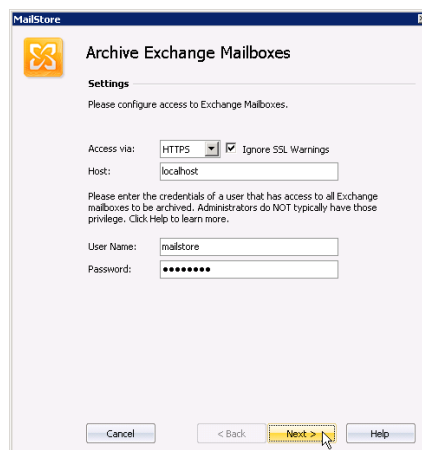 MailStore
Archive Exchange Mailboxes
Settings
Please configure access to Exchange Mailboxes.
Access via: HTTPS Ignore SSL Warnings
Host: localhost
Please enter the credentials of a user that has access to all Exchange
mailboxes to be archived. Administrators do NOT typically have those
privilege. Click Help to learn more.
User Name: mailstore
Password: ●●●●●●●●
Cancel < Back Next > Help